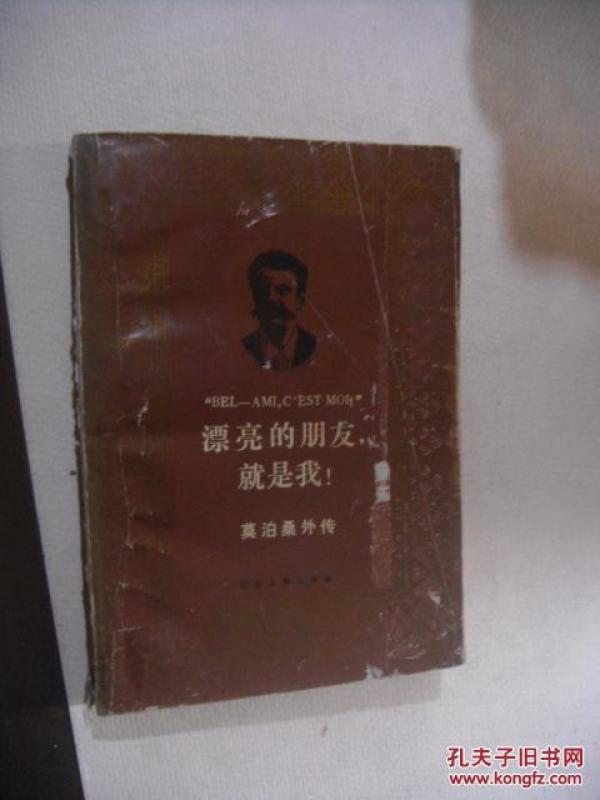 "BEL—AMI, C'EST MOI!"
漂亮的朋友,
就是我!
莫泊桑外传
孔夫子旧书网
www.kongfz.com